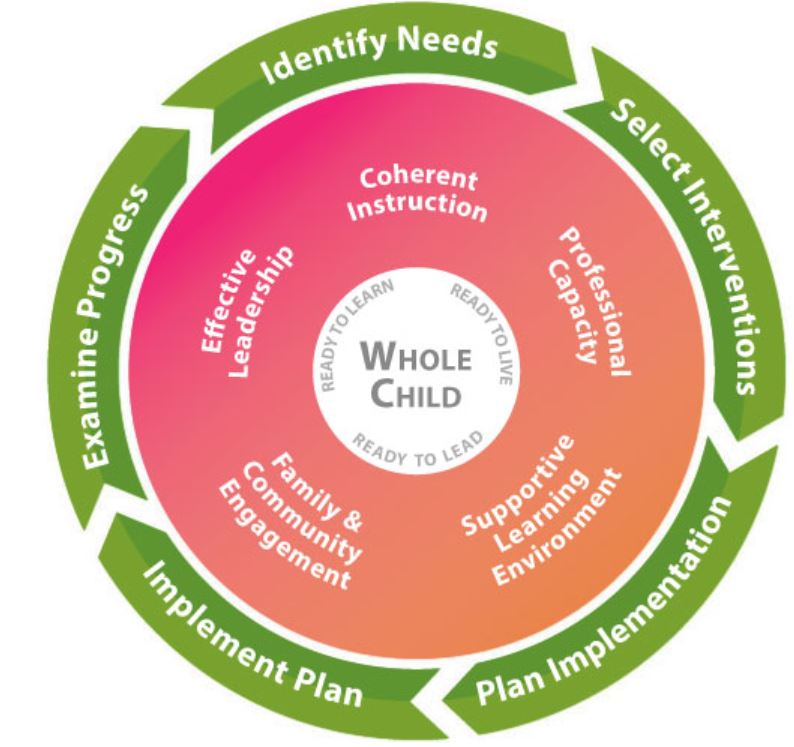 Identify Needs
Select Interventions
Plan Implementation
Implement Plan
Examine Progress
Coherent
Instruction
Professional
Capacity
Supportive
Learning
Environment
Family &
Community
Engagement
Effective
Leadership
READY TO LEARN
READY TO LIVE
WHOLE
CHILD
READY TO LEAD